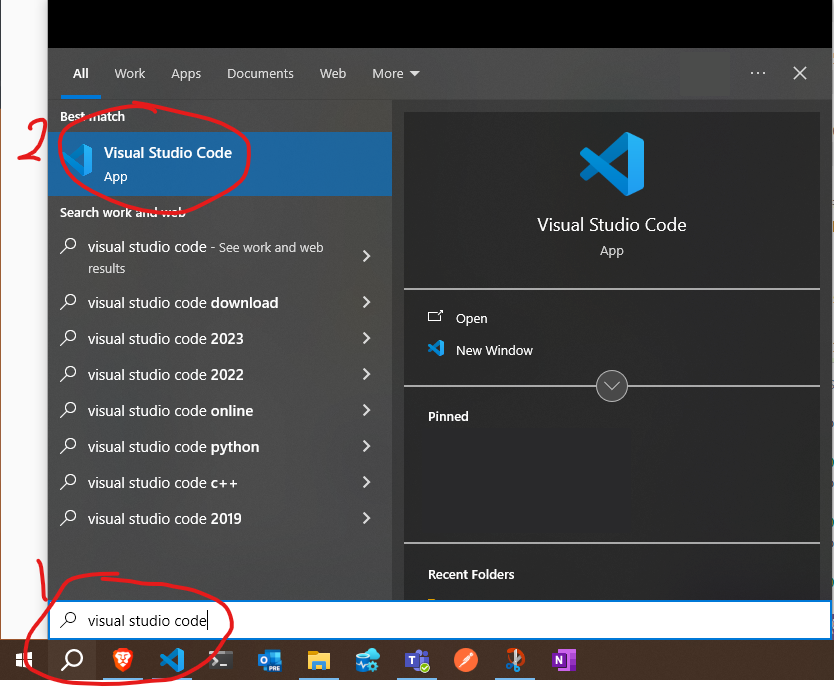 All Work Apps Documents Web More
Best match
2
Visual Studio Code
App
Search work and web
visual studio code - See work and web
results
visual studio code download
visual studio code 2023
visual studio code 2022
visual studio code online
visual studio code python
visual studio code c++
visual studio code 2019
Visual Studio Code
App
Open
New Window
Pinned
Recent Folders
1
visual studio code
PRE